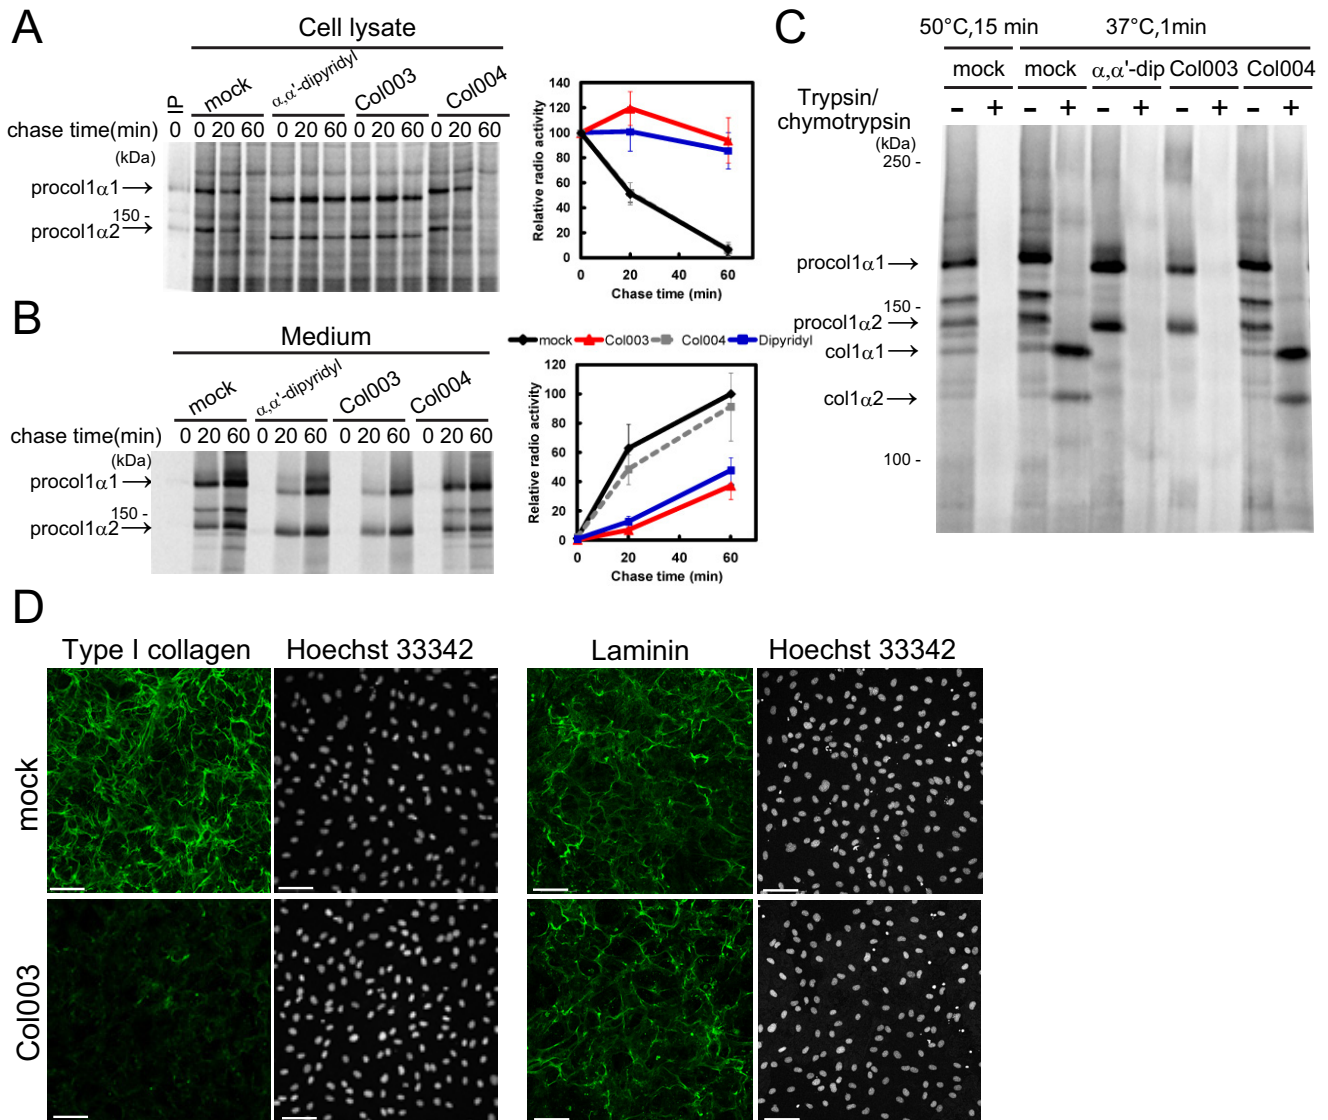 A
Cell lysate
IP
mock
α,α'-dipyridyl
Col003
Col004
chase time(min)
0 0 20 60 0 20 60 0 20 60 0 20 60
(kDa)
procol1α1→
150 -
procol1α2→
Relative radio activity
140
120
100
80
60
40
20
0
0 20 40 60
Chase time (min)
B
Medium
mock
α,α'-dipyridyl
Col003
Col004
chase time(min)
0 20 60 0 20 60 0 20 60 0 20 60
(kDa)
procol1α1→
150 -
procol1α2→
mock Col003 Col004 Dipyridyl
Relative radio activity
120
100
80
60
40
20
0
0 20 40 60
Chase time (min)
C
50°C,15 min 37°C,1min
mock mock α,α'-dip Col003 Col004
Trypsin/
chymotrypsin
- + - + - + - + - +
(kDa)
250 -
procol1α1→
150 -
procol1α2→
col1α1→
col1α2→
100 -
D
Type I collagen Hoechst 33342 Laminin Hoechst 33342
mock
Col003